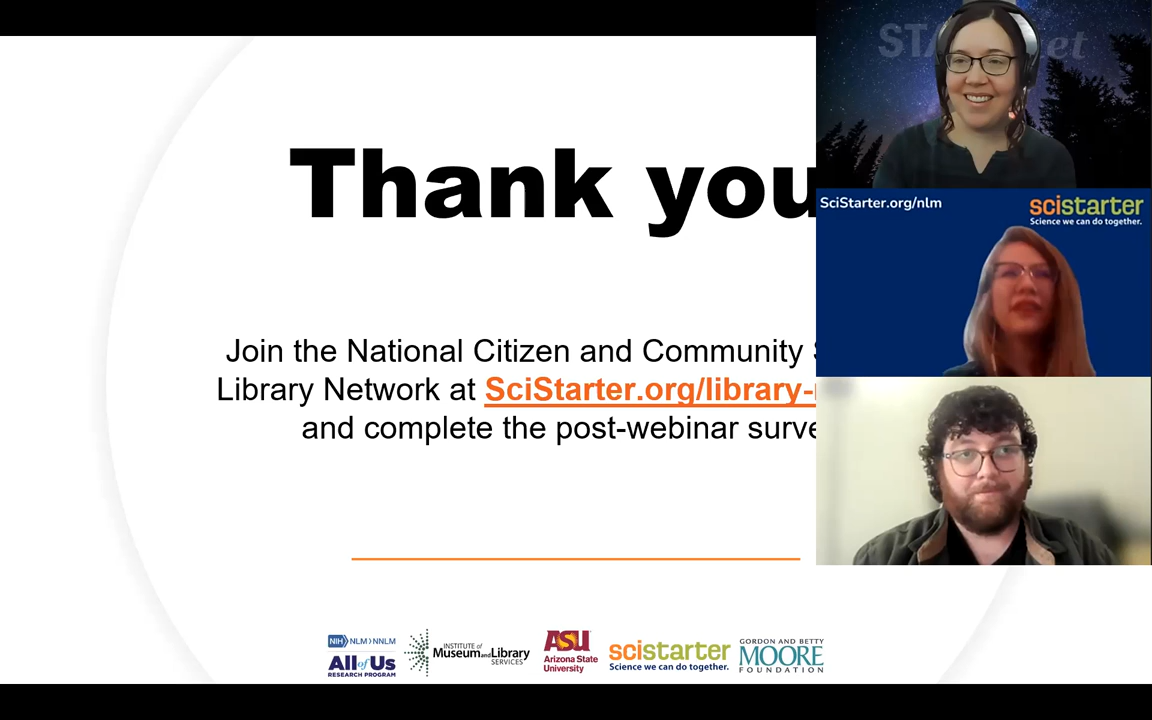 Thank you
Join the National Citizen and Community
Library Network at SciStarter.org/library-
and complete the post-webinar surve
SciStarter.org/nlm
scistarter
Science we can do together.
NIH NLM NNLM
All of Us
RESEARCH PROGRAM
INSTITUTE of
Museum and Library
SERVICES
ASU
Arizona State
University
scistarter
Science we can do together.
GORDON AND BETTY
MOORE
FOUNDATION